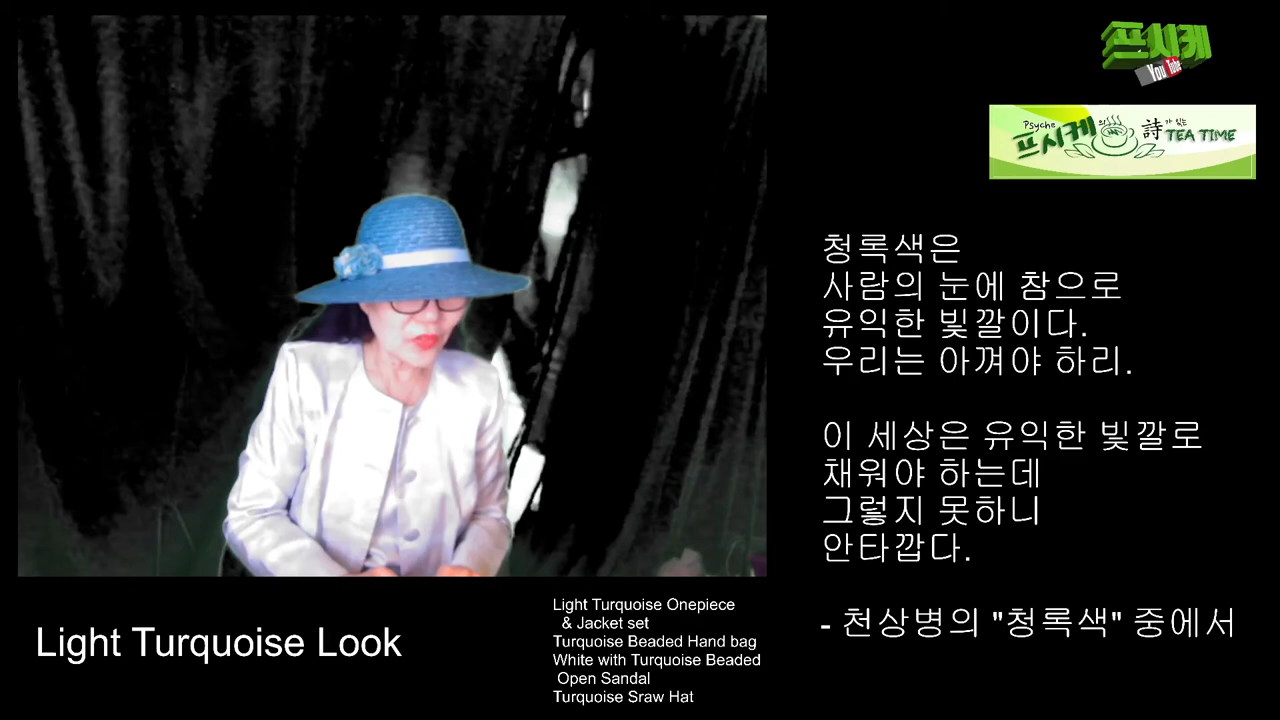 프시케
YouTube
Psyche
프시케의 詩가 있는 TEA TIME
청록색은
사람의 눈에 참으로
유익한 빛깔이다.
우리는 아껴야 하리.
이 세상은 유익한 빛깔로
채워야 하는데
그렇지 못하니
안타깝다.
- 천상병의 "청록색" 중에서
Light Turquoise Look
Light Turquoise Onepiece
& Jacket set
Turquoise Beaded Hand bag
White with Turquoise Beaded
Open Sandal
Turquoise Sraw Hat